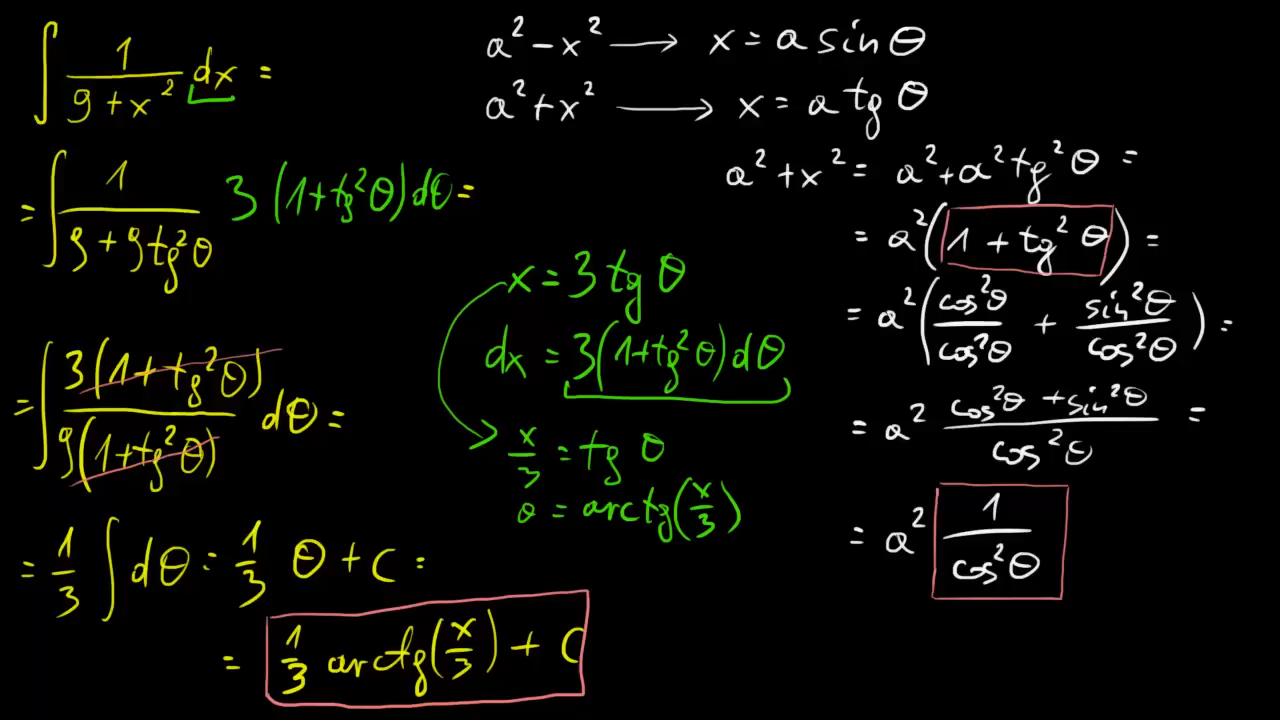 ∫ 1/(9 + x²) dx =
= ∫ 1/(9 + 9tg²θ) 3(1+tg²θ)dθ =
= ∫ 3(1+tg²θ)/9(1+tg²θ) dθ =
= 1/3 ∫ dθ = 1/3 θ + C =
= 1/3 arctg(x/3) + C
x = 3 tg θ
dx = 3(1+tg²θ)dθ
x/3 = tg θ
θ = arctg(x/3)
a² − x² → x = a sin θ
a² + x² → x = a tg θ
a² + x² = a² + a² tg²θ =
= a²(1 + tg²θ) =
= a²(cos²θ/cos²θ + sin²θ/cos²θ) =
= a² (cos²θ + sin²θ)/cos²θ =
= a² 1/cos²θ